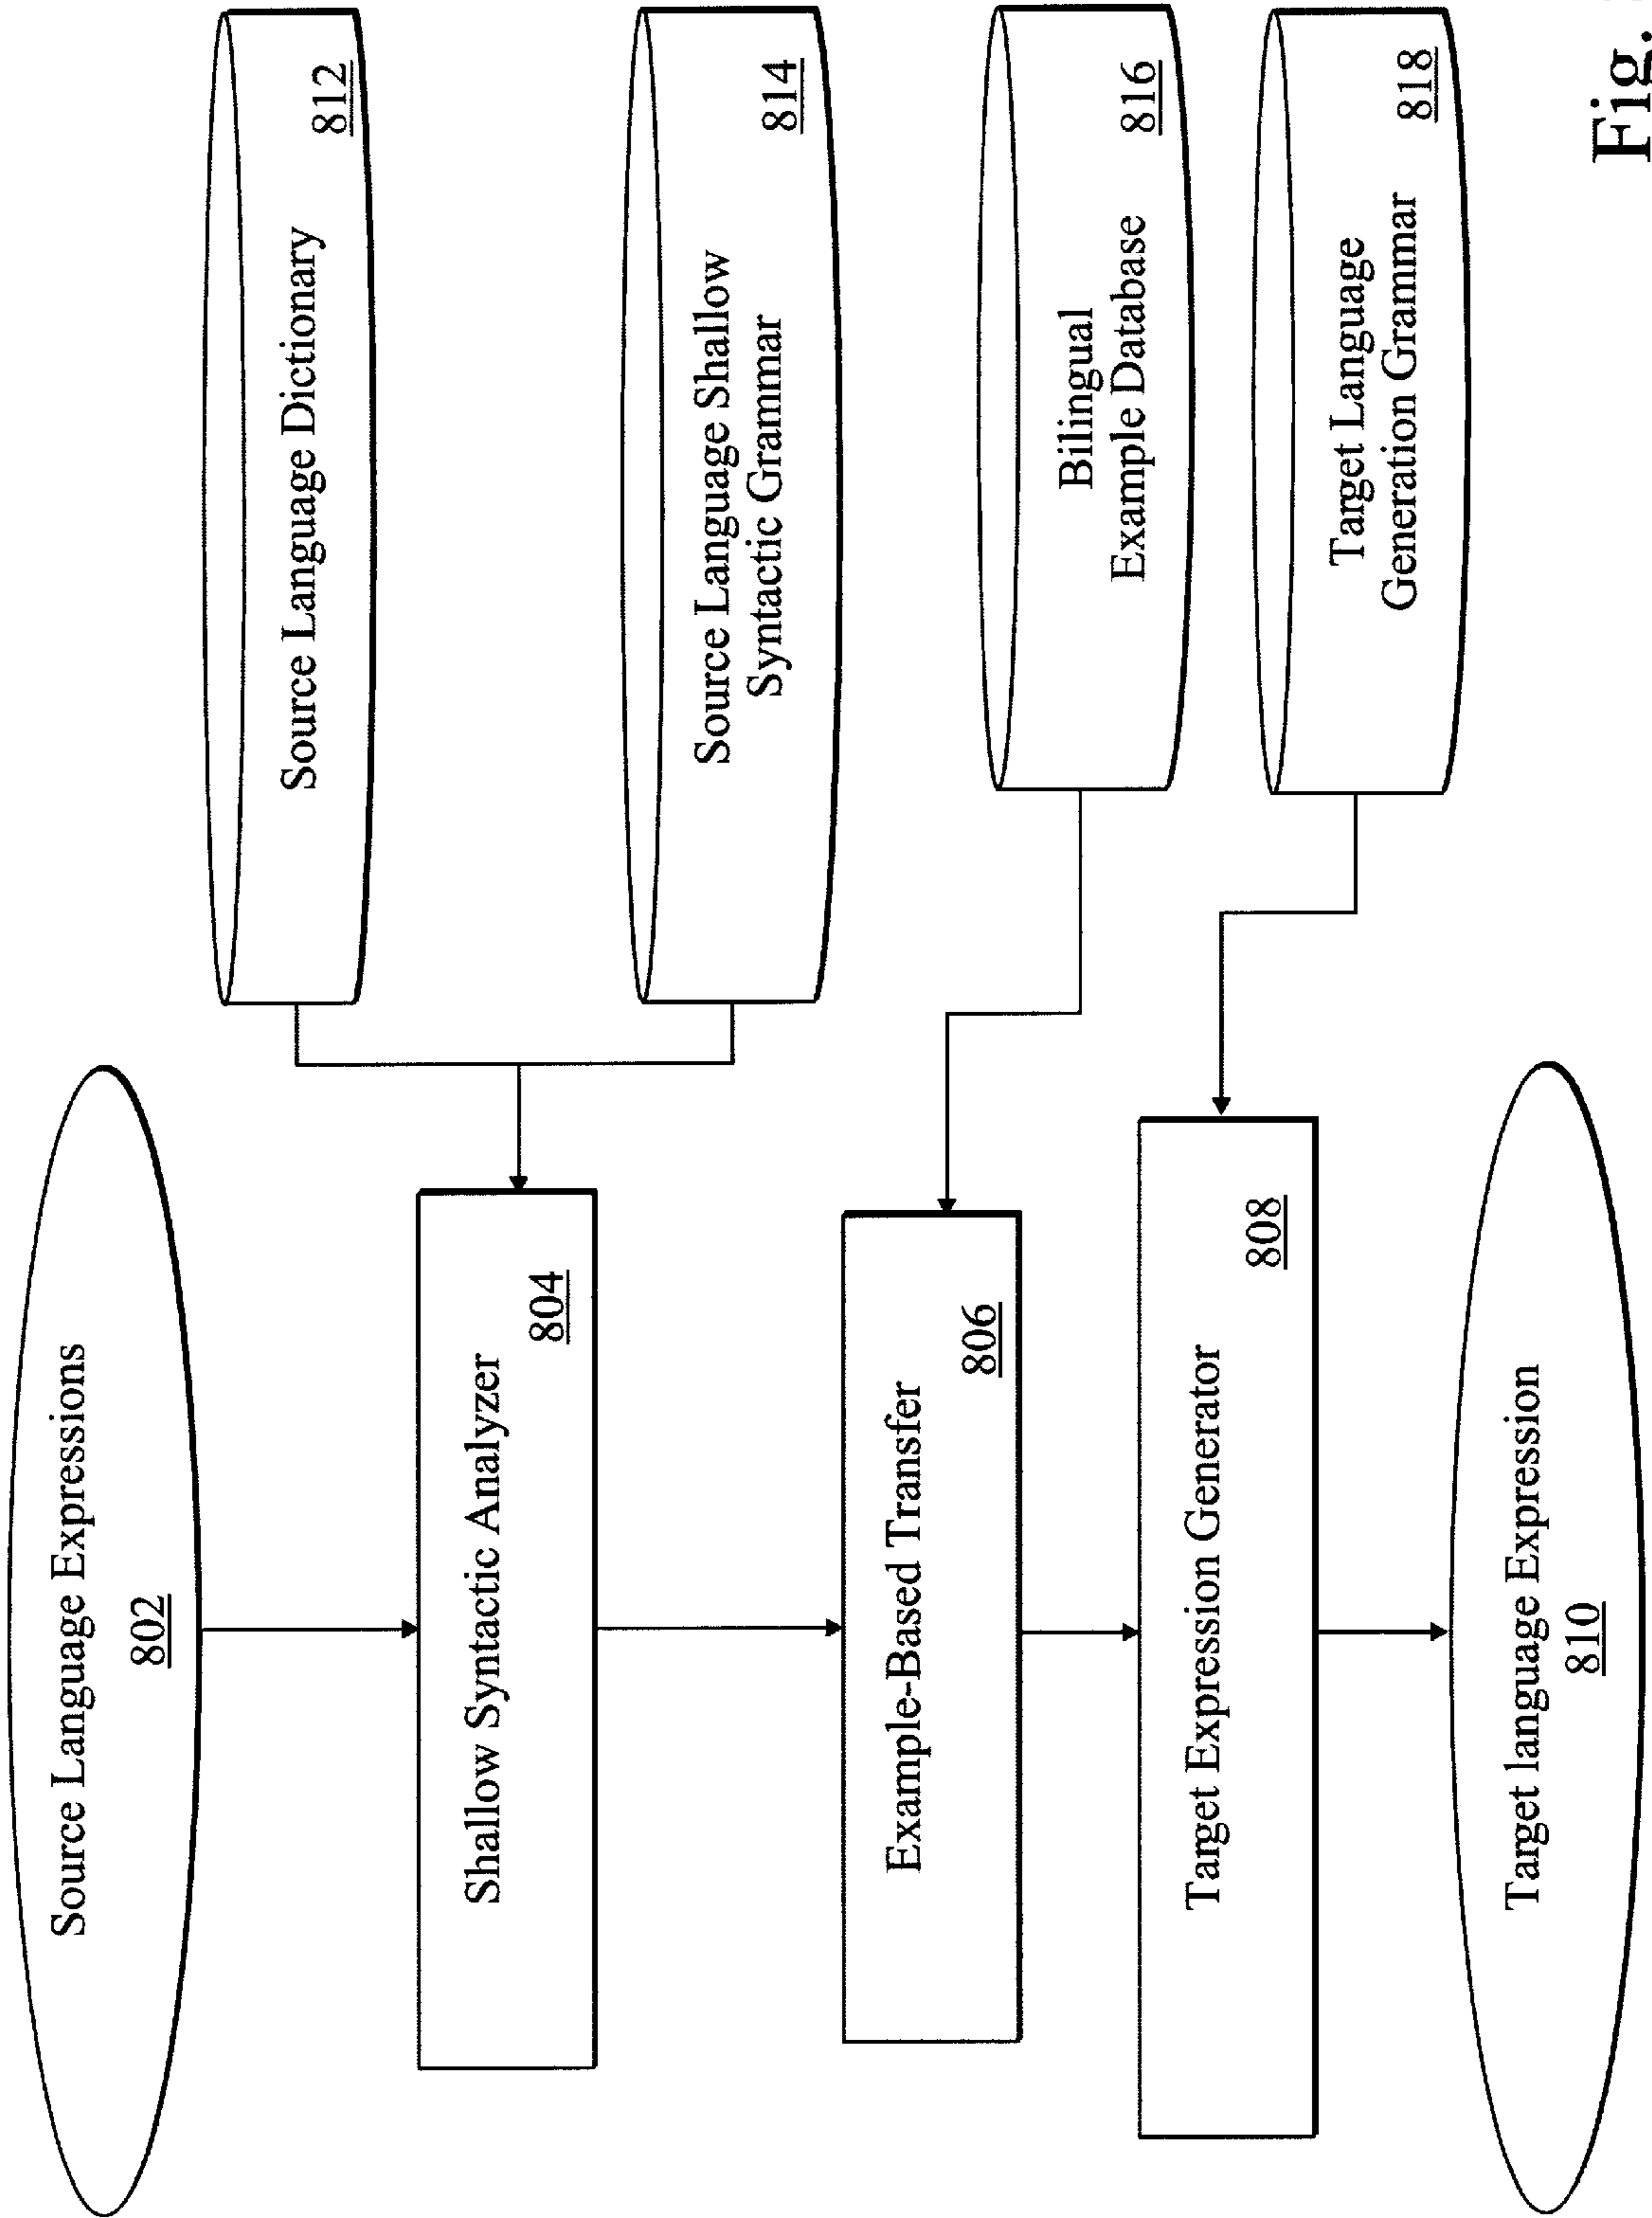 Source Language Expressions
802
Shallow Syntactic Analyzer
804
Example-Based Transfer
806
Target Expression Generator
808
Target language Expression
810
Source Language Dictionary
812
Source Language Shallow
Syntactic Grammar
814
Bilingual
Example Database
816
Target Language
Generation Grammar
818
Fig.